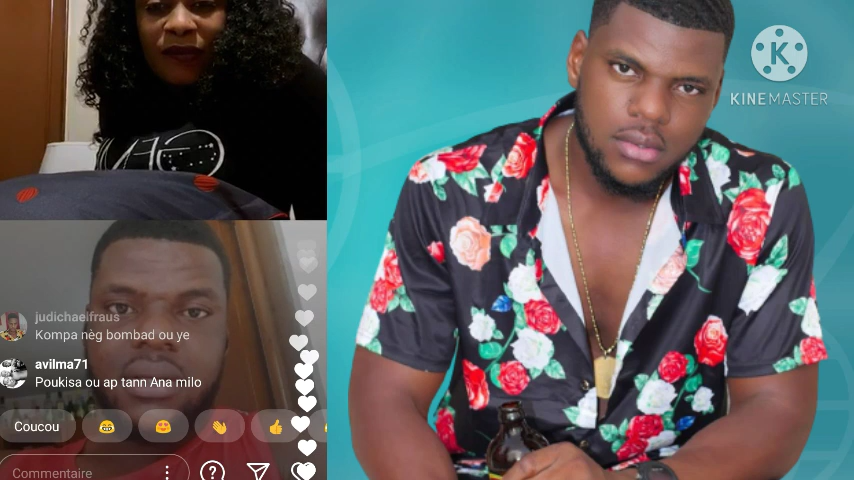 judichaelfraus
Kompa nèg bombad ou ye
avilma71
Poukisa ou ap tann Ana milo
Coucou
Commentaire
K
KINEMASTER